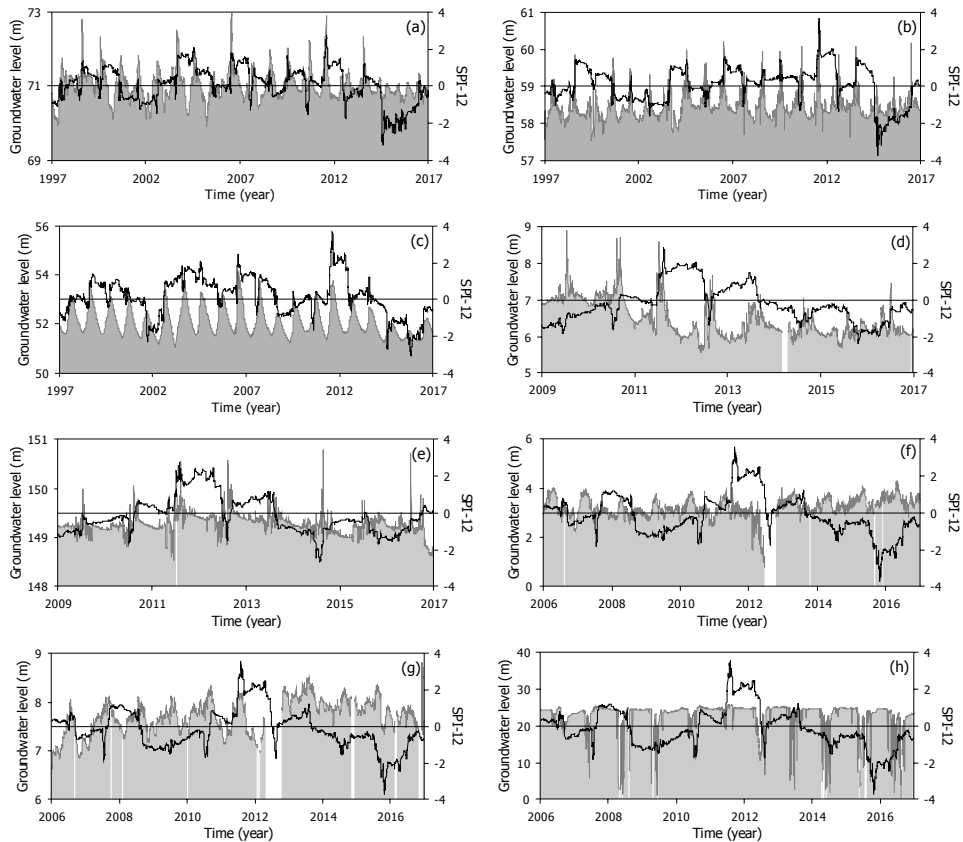 (a)
Groundwater level (m)
73
71
69
4
2
0
-2
-4
SPI-12
1997 2002 2007 2012 2017
Time (year)
(b)
Groundwater level (m)
61
60
59
58
57
4
2
0
-2
-4
SPI-12
1997 2002 2007 2012 2017
Time (year)
(c)
Groundwater level (m)
56
54
52
50
4
2
0
-2
-4
SPI-12
1997 2002 2007 2012 2017
Time (year)
(d)
Groundwater level (m)
9
8
7
6
5
4
2
0
-2
-4
SPI-12
2009 2011 2013 2015 2017
Time (year)
(e)
Groundwater level (m)
151
150
149
148
4
2
0
-2
-4
SPI-12
2009 2011 2013 2015 2017
Time (year)
(f)
Groundwater level (m)
6
4
2
0
4
2
0
-2
-4
SPI-12
2006 2008 2010 2012 2014 2016
Time (year)
(g)
Groundwater level (m)
9
8
7
6
4
2
0
-2
-4
SPI-12
2006 2008 2010 2012 2014 2016
Time (year)
(h)
Groundwater level (m)
40
30
20
10
0
4
2
0
-2
-4
SPI-12
2006 2008 2010 2012 2014 2016
Time (year)